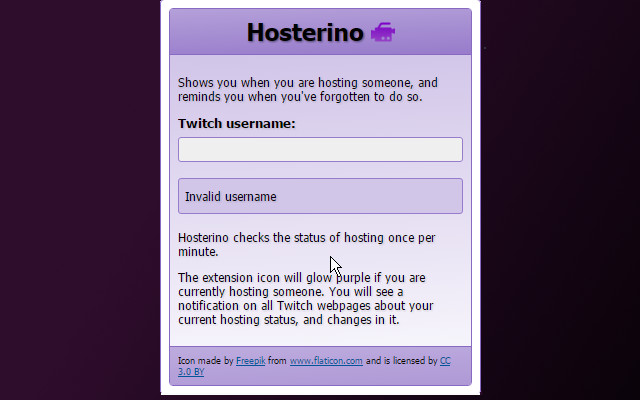 Hosterino
Shows you when you are hosting someone, and
reminds you when you've forgotten to do so.
Twitch username:
Invalid username
Hosterino checks the status of hosting once per
minute.
The extension icon will glow purple if you are
currently hosting someone. You will see a
notification on all Twitch webpages about your
current hosting status, and changes in it.
Icon made by Freepik from www.flaticon.com and is licensed by CC
3.0 BY